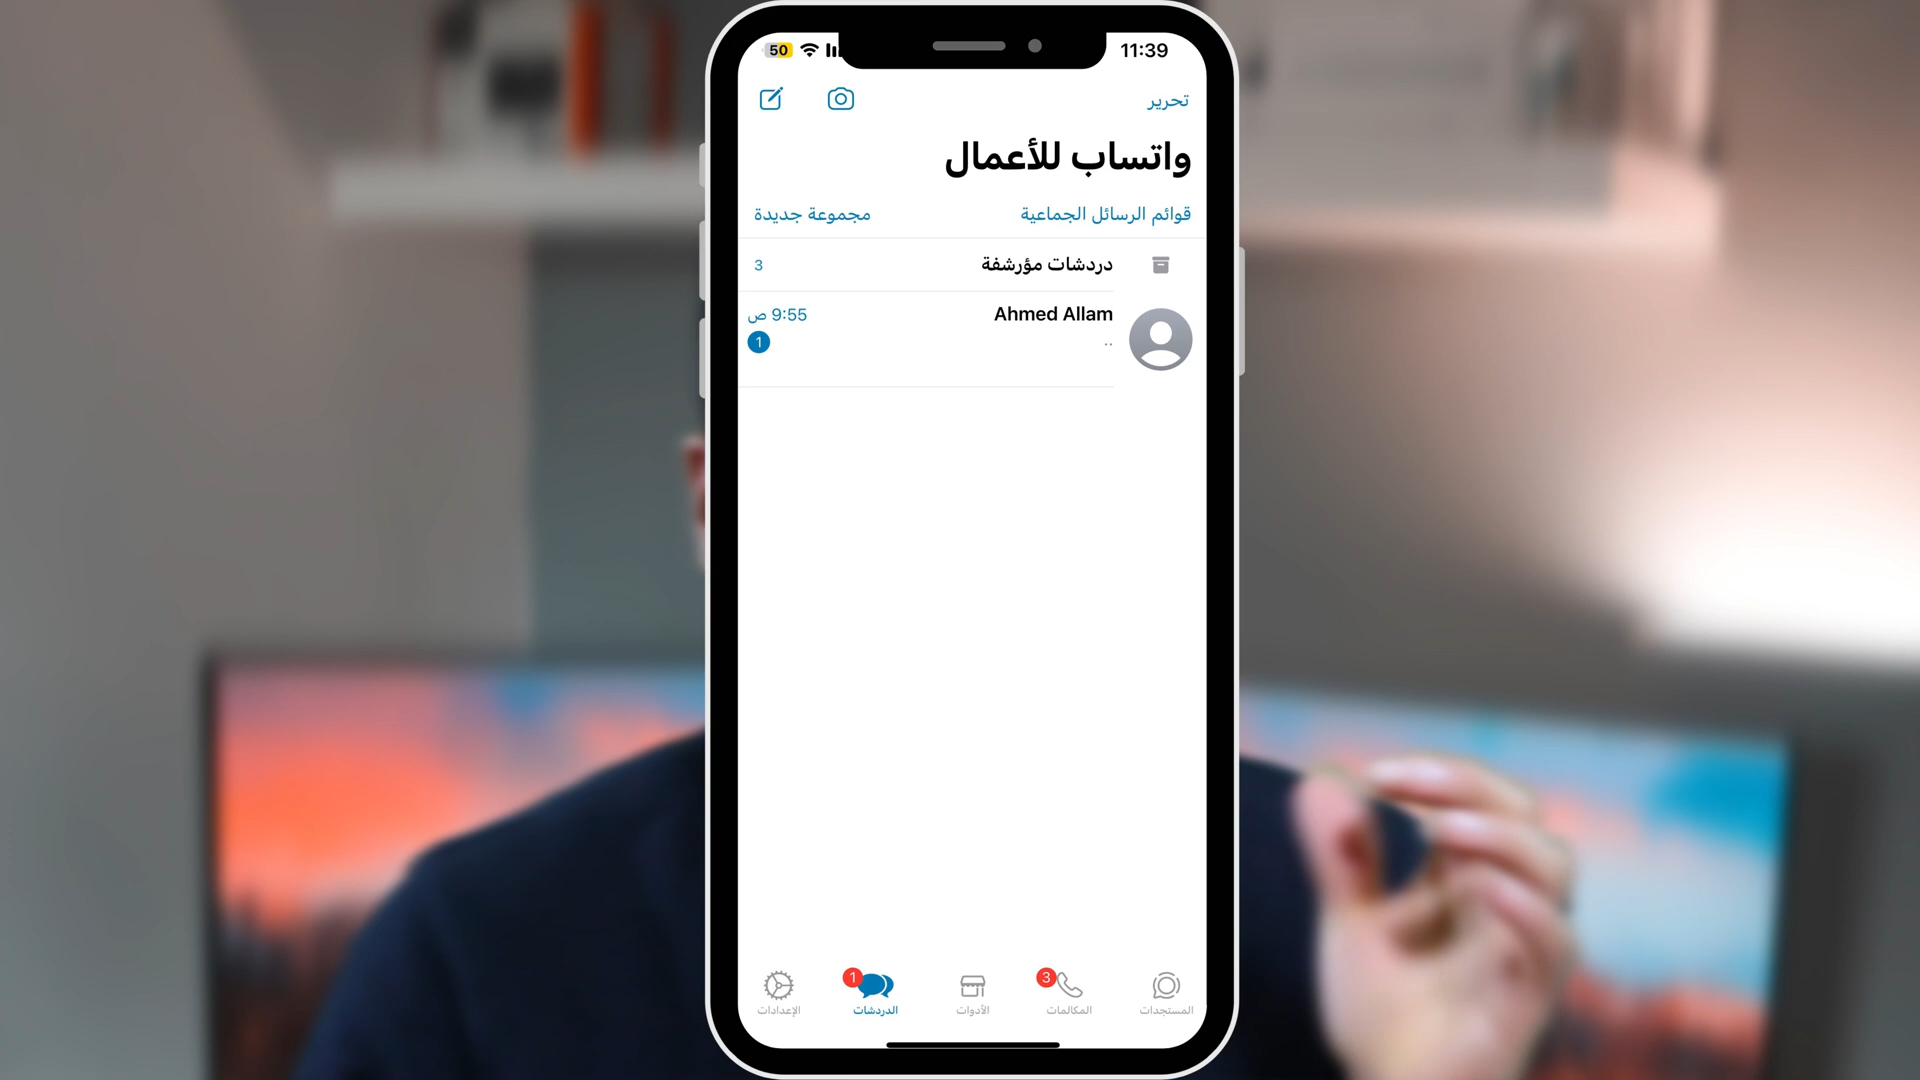 50
11:39
تحرير
واتساب للأعمال
قوائم الرسائل الجماعية
مجموعة جديدة
دردشات مؤرشفة
3
Ahmed Allam
9:55 ص
..
1
المستجدات
3
المكالمات
الأدوات
1
الدردشات
الإعدادات